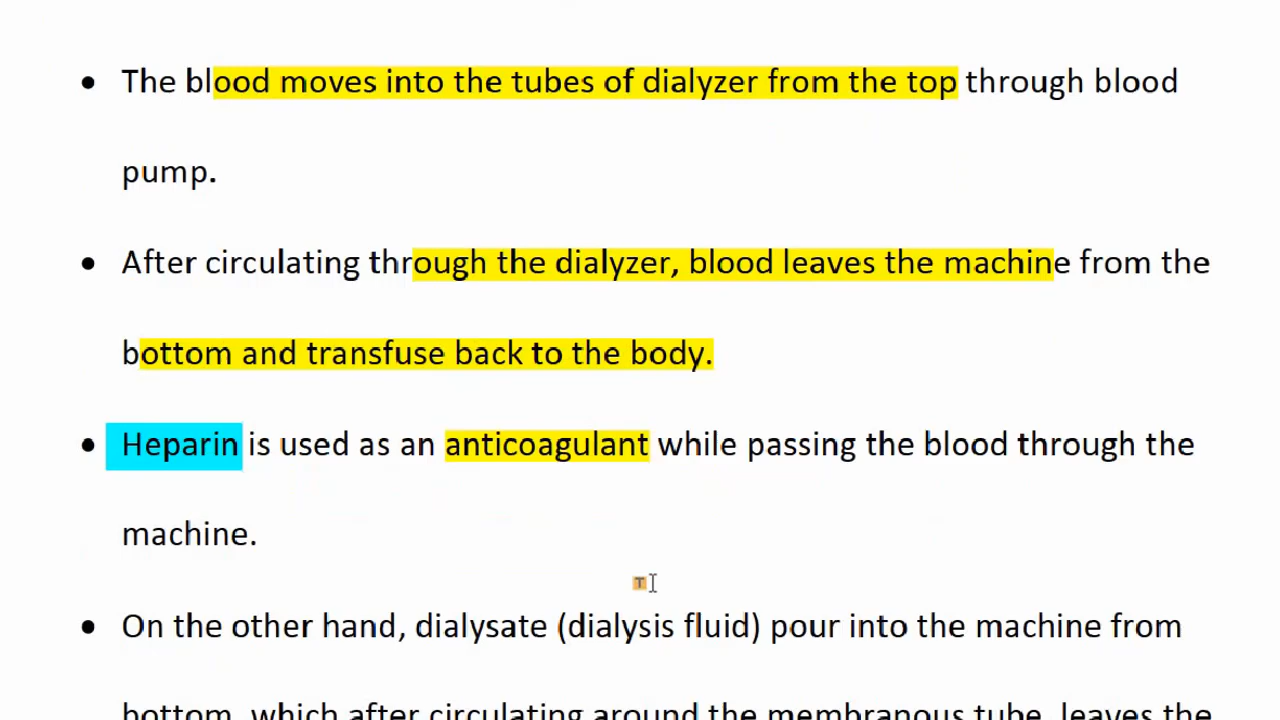 • The blood moves into the tubes of dialyzer from the top through blood
pump.
• After circulating through the dialyzer, blood leaves the machine from the
bottom and transfuse back to the body.
• Heparin is used as an anticoagulant while passing the blood through the
machine.
• On the other hand, dialysate (dialysis fluid) pour into the machine from
bottom, which after circulating around the membranous tube, leaves the